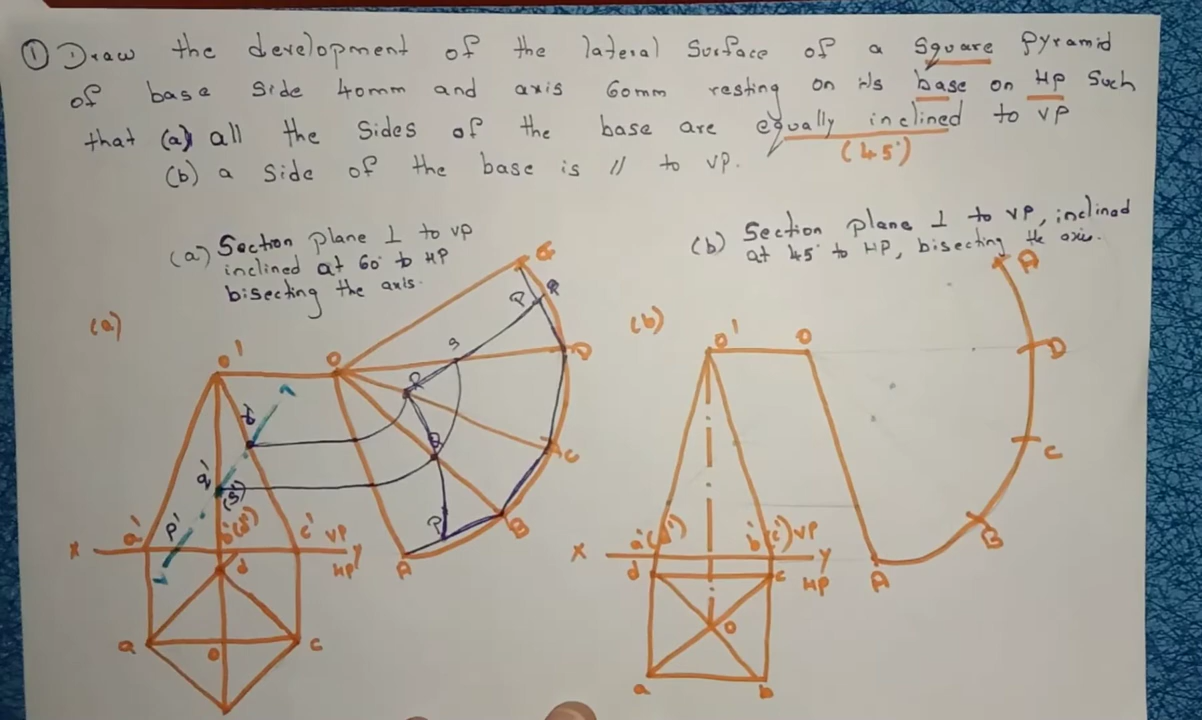 ① Draw the development of the lateral Surface of a Square Pyramid
of base side 40mm and axis 60mm resting on its base on HP Such
that (a) all the Sides of the base are equally inclined to VP
(45°)
(b) a side of the base is // to VP.
(a) Section plane ⊥ to VP
inclined at 60° to HP
bisecting the axis.
(b) Section plane ⊥ to VP, inclined
at 45° to HP, bisecting the axis.
(a)
o'
O
P
R
S
D
R
Q
C
B
P
A
r'
q'
(s')
p'
a'
b'(d')
c'
VP
X
Y
HP
d
a
o
c
(b)
o'
O
A
D
C
B
A
X
a'(d')
b'(c')
VP
Y
HP
d
c
o
a
b